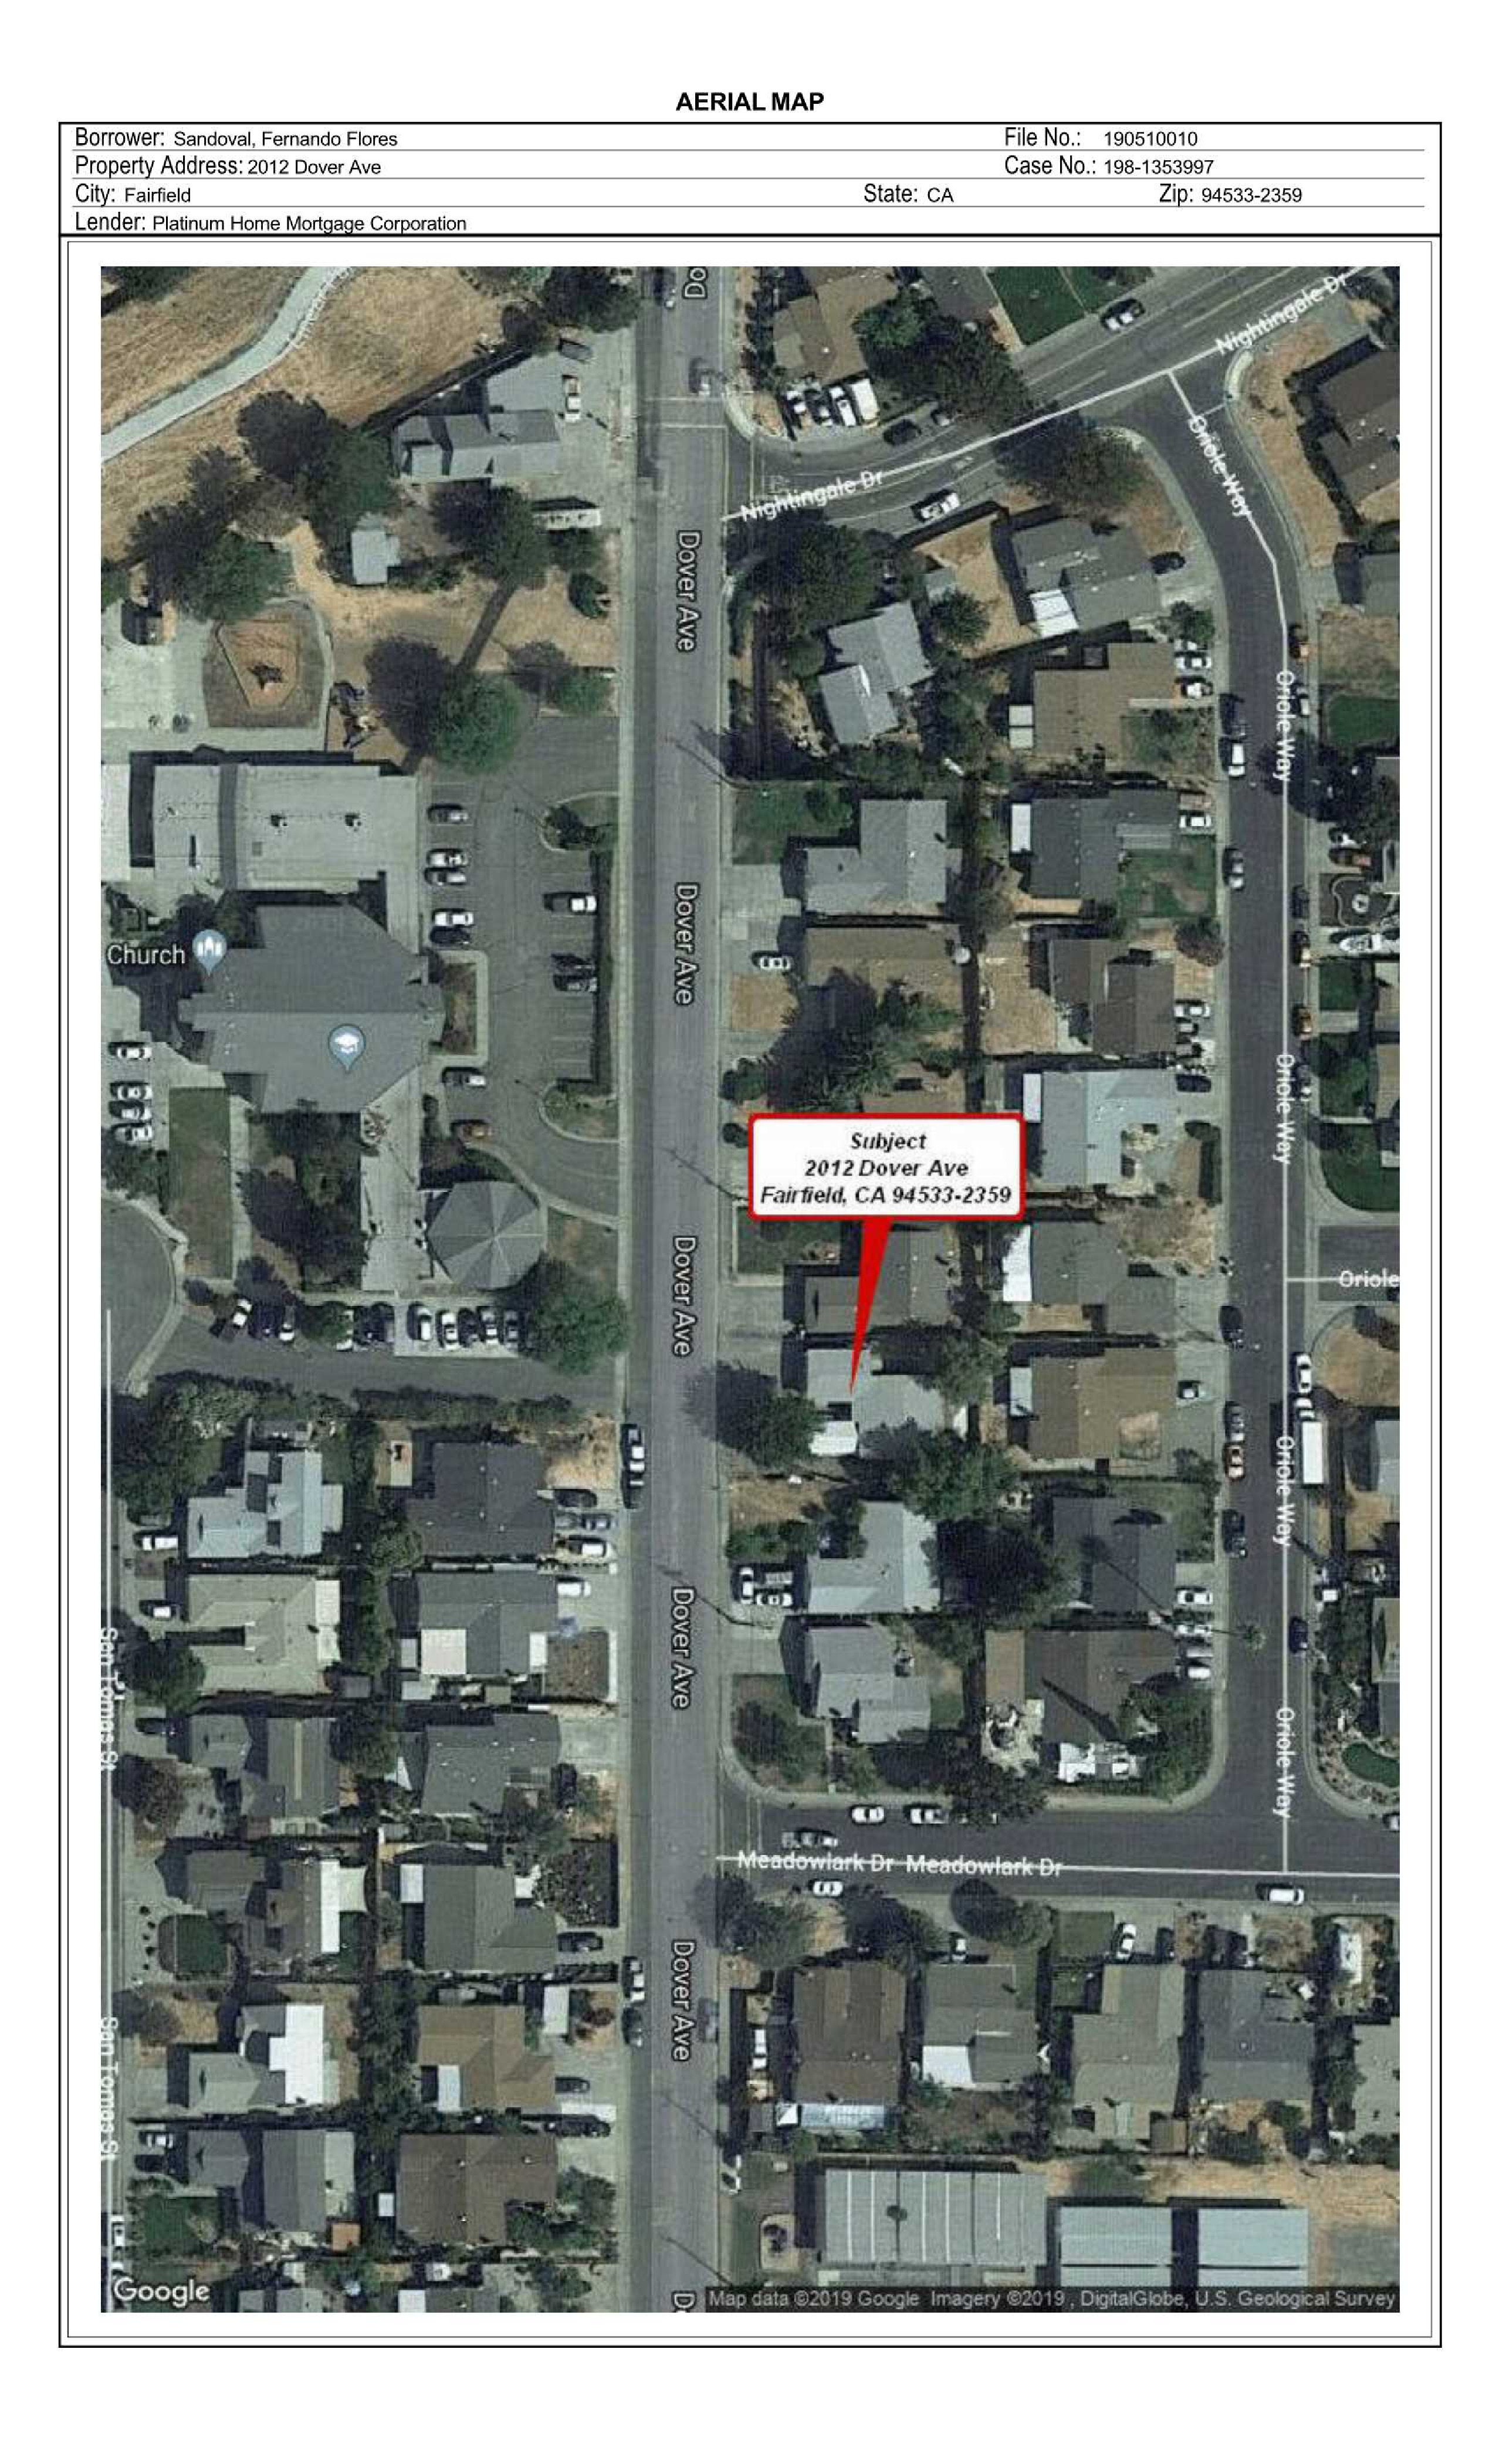 AERIAL MAP
Borrower: Sandoval, Fernando Flores File No.: 190510010
Property Address: 2012 Dover Ave Case No.: 198-1353997
City: Fairfield State: CA Zip: 94533-2359
Lender: Platinum Home Mortgage Corporation
Do
Nightingale Dr
Oriole Way
Nightingale Dr
Dover Ave
Oriole Way
Dover Ave
Church
Oriole Way
Subject
2012 Dover Ave
Fairfield, CA 94533-2359
Dover Ave
Oriole
Oriole Way
Dover Ave
San Tomas St
Oriole Way
Meadowlark Dr Meadowlark Dr
Dover Ave
San Tomas St
Google
D
Map data ©2019 Google Imagery ©2019 , DigitalGlobe, U.S. Geological Survey